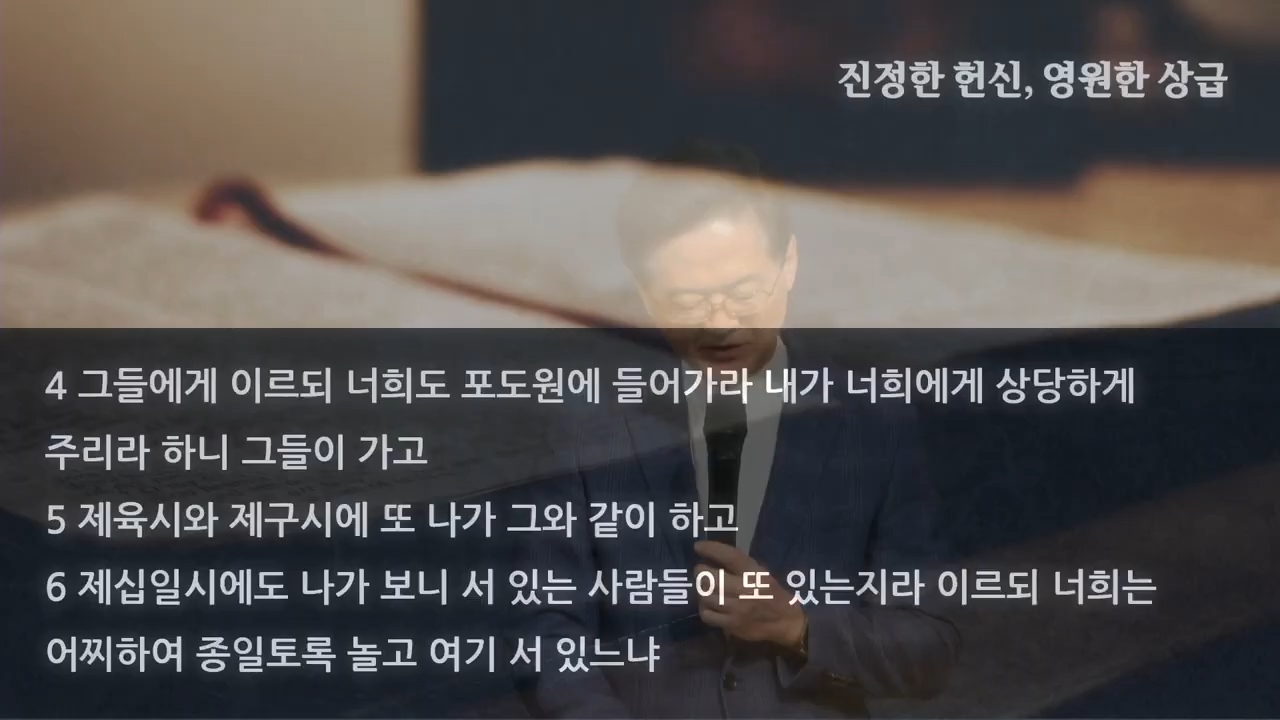 진정한 헌신, 영원한 상급
4 그들에게 이르되 너희도 포도원에 들어가라 내가 너희에게 상당하게
주리라 하니 그들이 가고
5 제육시와 제구시에 또 나가 그와 같이 하고
6 제십일시에도 나가 보니 서 있는 사람들이 또 있는지라 이르되 너희는
어찌하여 종일토록 놀고 여기 서 있느냐